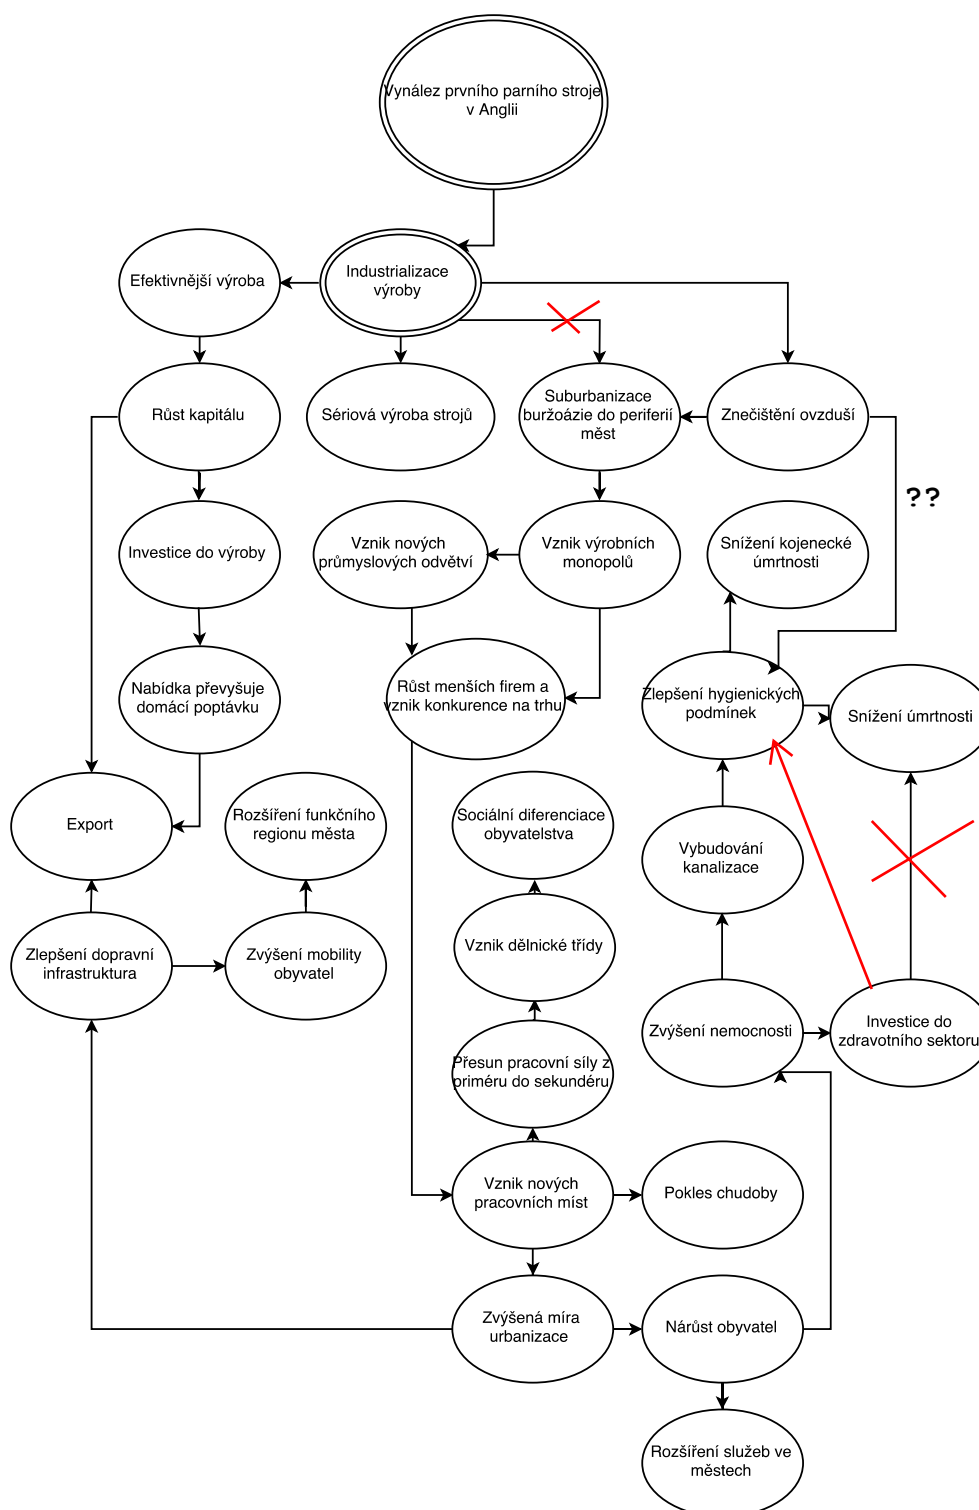 Vynález prvního parního stroje
v Anglii
Efektivnější výroba
Industrializace
výroby
Růst kapitálu
Sériová výroba strojů
Suburbanizace
buržoázie do periferii
měst
Znečištění ovzduší
??
Investice do výroby
Vznik nových
průmyslových odvětví
Vznik výrobních
monopolů
Snížení kojenecké
úmrtnosti
Nabídka převyšuje
domácí poptávku
Růst menších firem a
vznik konkurence na trhu
Zlepšení hygienických
podmínek
Snížení úmrtnosti
Export
Rozšíření funkčního
regionu města
Sociální diferenciace
obyvatelstva
Vybudování
kanalizace
Zlepšení dopravní
infrastruktura
Zvýšení mobility
obyvatel
Vznik dělnické třídy
Zvýšení nemocnosti
Investice do
zdravotního sektoru
Přesun pracovní síly z
priméru do sekundéru
Vznik nových
pracovních míst
Pokles chudoby
Zvýšená míra
urbanizace
Nárůst obyvatel
Rozšíření služeb ve
městech